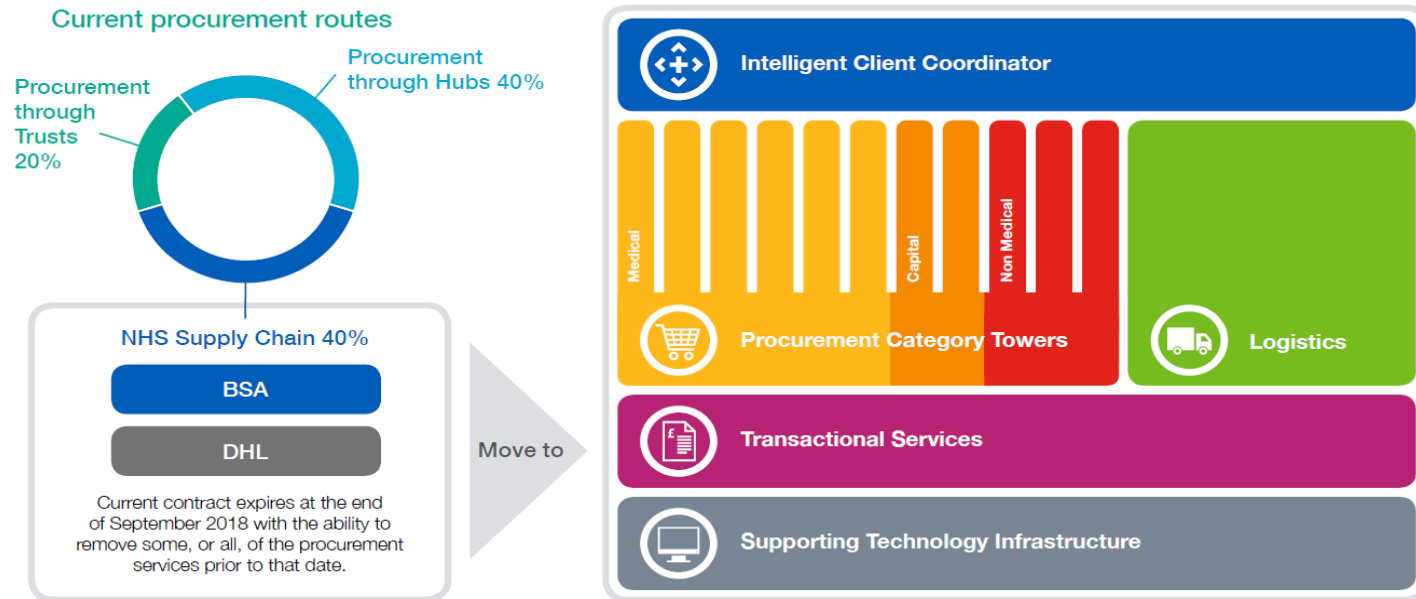 Current procurement routes
Procurement
through Hubs 40%
Procurement
through
Trusts
20%
NHS Supply Chain 40%
BSA
DHL
Current contract expires at the end
of September 2018 with the ability to
remove some, or all, of the procurement
services prior to that date.
Move to
Intelligent Client Coordinator
Medical
Capital
Non Medical
Procurement Category Towers
Logistics
£
Transactional Services
Supporting Technology Infrastructure